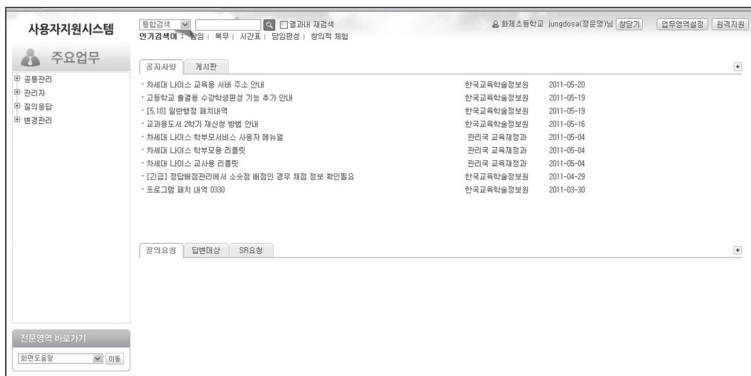 사용자지원시스템
통합검색 결과내 재검색 화제초등학교 jungdosa(정윤영)님 창닫기 업무영역설정 원격지원
인기검색어 : 담임 | 복무 | 시간표 | 담임편성 | 창의적 체험
주요업무
공통관리
관리자
질의응답
변경관리
공지사항 게시판
· 차세대 나이스 교육용 서버 주소 안내 한국교육학술정보원 2011-05-20
· 고등학교 출결용 수강학생편성 기능 추가 안내 한국교육학술정보원 2011-05-19
· [5.18] 일반행정 패치내역 한국교육학술정보원 2011-05-19
· 교과용도서 2학기 재신청 방법 안내 한국교육학술정보원 2011-05-16
· 차세대 나이스 학부모서비스 사용자 메뉴얼 관리국 교육재정과 2011-05-04
· 차세대 나이스 학부모용 리플릿 관리국 교육재정과 2011-05-04
· 차세대 나이스 교사용 리플릿 관리국 교육재정과 2011-05-04
· [긴급] 정답배점관리에서 소숫점 배점인 경우 채점 정보 확인필요 한국교육학술정보원 2011-04-29
· 프로그램 패치 내역 0330 한국교육학술정보원 2011-03-30
질의요청 답변대상 SR요청
전문영역 바로가기
화면도움말 이동